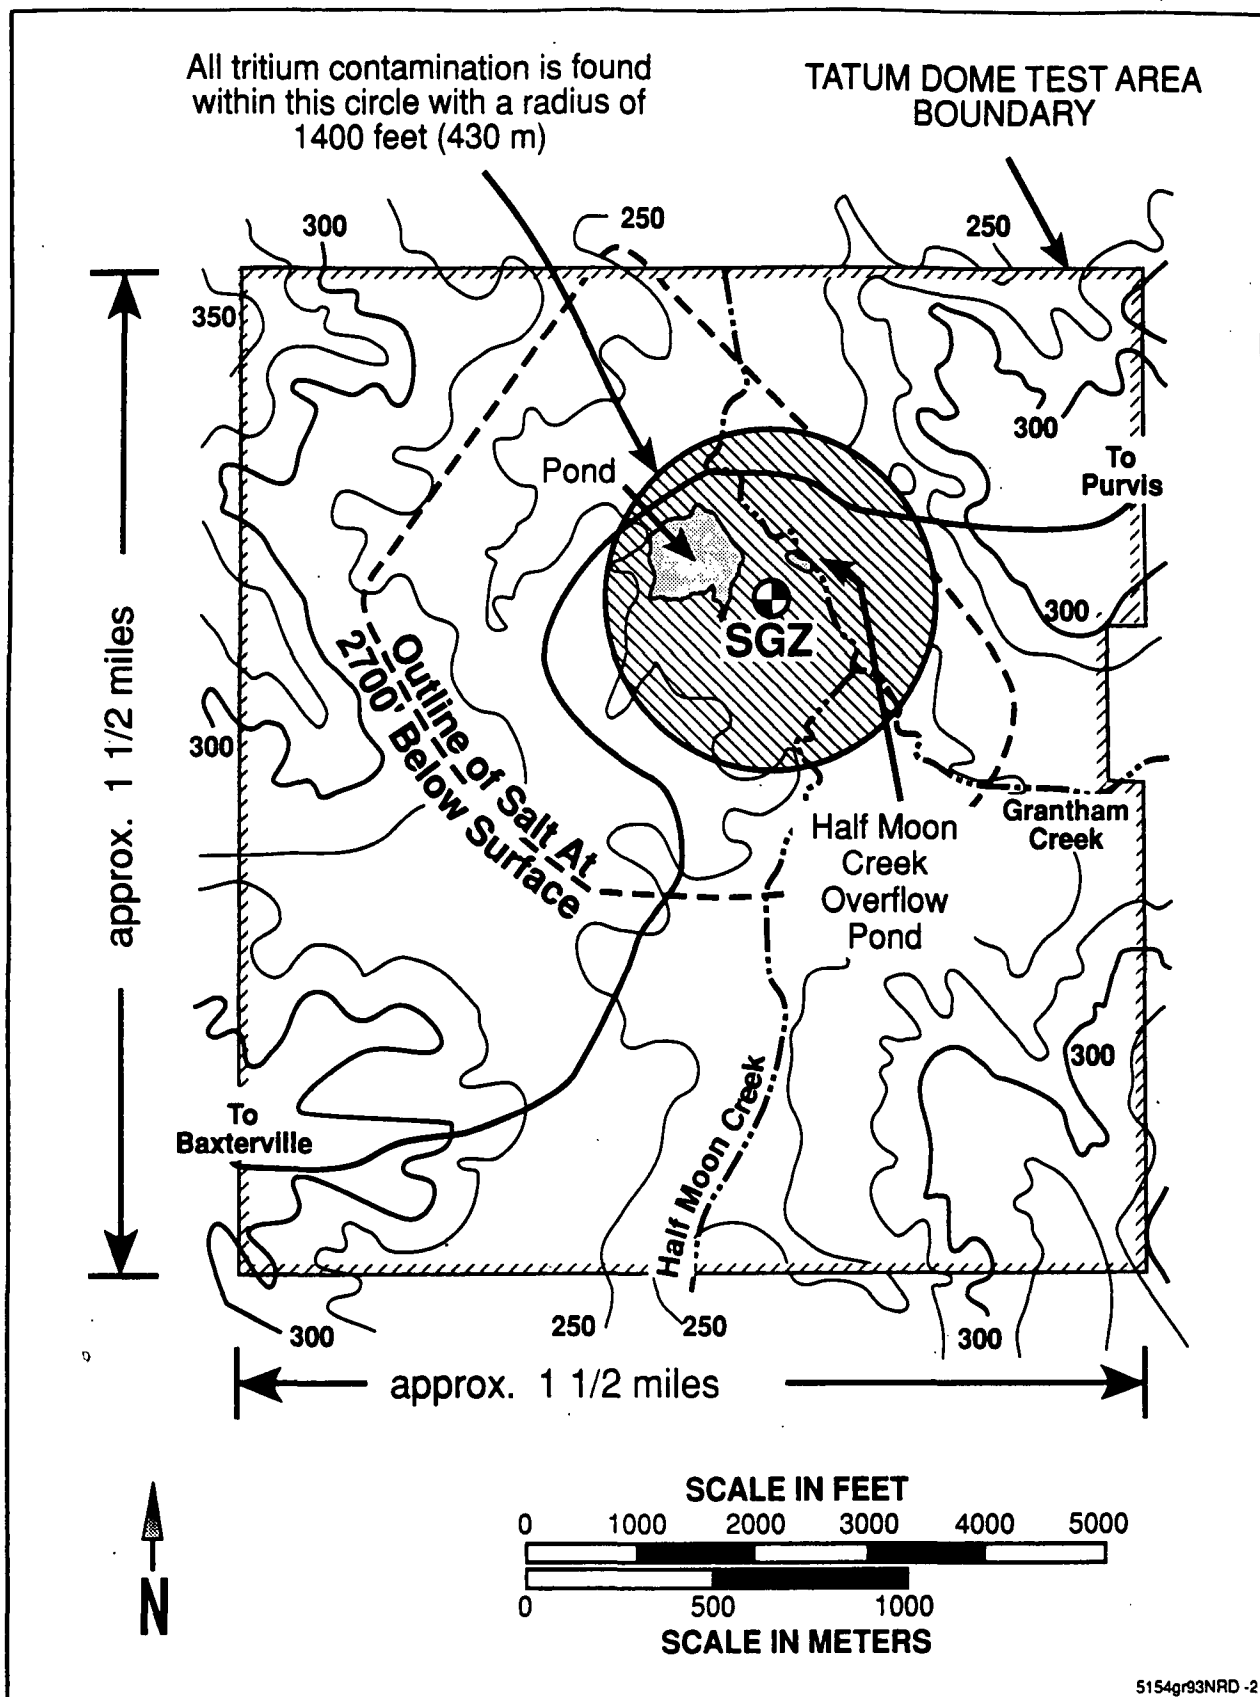 All tritium contamination is found
within this circle with a radius of
1400 feet (430 m)
TATUM DOME TEST AREA
BOUNDARY
300
250
250
350
300
To
Purvis
Pond
300
SGZ
Outline of Salt At
2700' Below Surface
300
approx. 1 1/2 miles
Grantham
Creek
Half Moon
Creek
Overflow
Pond
300
Half Moon Creek
To
Baxterville
300
250
250
300
approx. 1 1/2 miles
SCALE IN FEET
0 1000 2000 3000 4000 5000
0 500 1000
SCALE IN METERS
N
5154gr93NRD -2